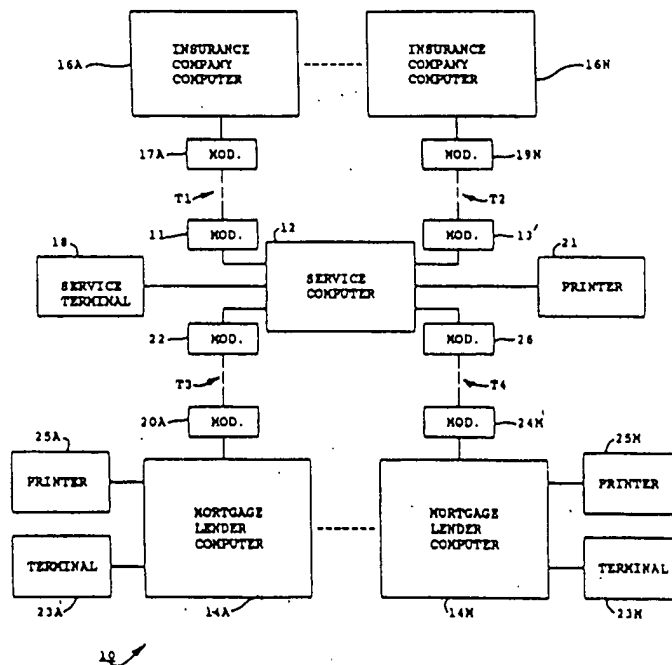 INSURANCE COMPANY COMPUTER
INSURANCE COMPANY COMPUTER
16A
16N
MOD.
MOD.
17A
19N
T1
T2
11
MOD.
12
MOD.
13'
18
21
SERVICE TERMINAL
SERVICE COMPUTER
PRINTER
22
MOD.
MOD.
26
T3
T4
20A
MOD.
MOD.
24M'
25A
25M
PRINTER
MORTGAGE LENDER COMPUTER
MORTGAGE LENDER COMPUTER
PRINTER
TERMINAL
TERMINAL
23A
14A
14M
23M
10